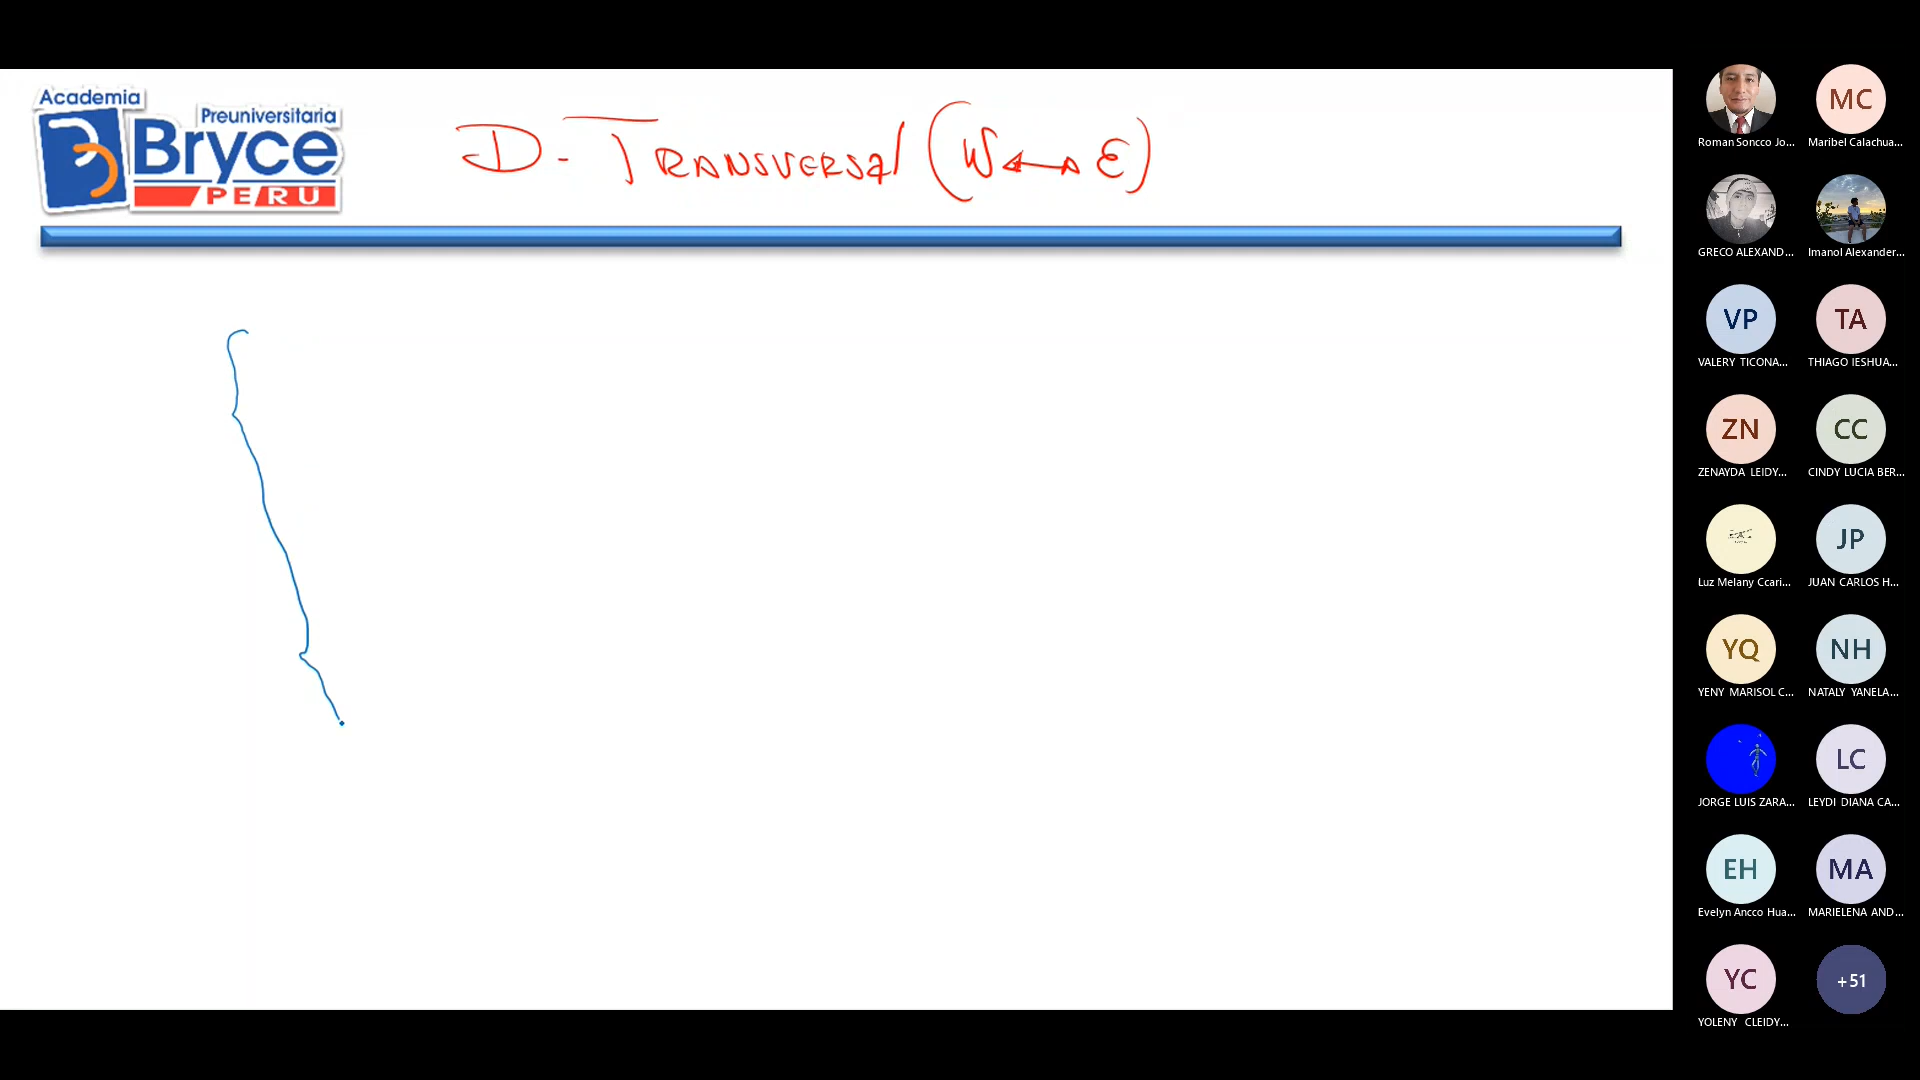 Academia
Preuniversitaria
Bryce
PERU
D - TRANSVERSAl (W ↔ E)
Roman Soncco Jo...
MC
Maribel Calachua...
GRECO ALEXAND...
Imanol Alexander...
VP
VALERY TICONA...
TA
THIAGO IESHUA...
ZN
ZENAYDA LEIDY...
CC
CINDY LUCIA BER...
Luz Melany Ccari...
JP
JUAN CARLOS H...
YQ
YENY MARISOL C...
NH
NATALY YANELA...
JORGE LUIS ZARA...
LC
LEYDI DIANA CA...
EH
Evelyn Ancco Hua...
MA
MARIELENA AND...
YC
YOLENY CLEIDY...
+51